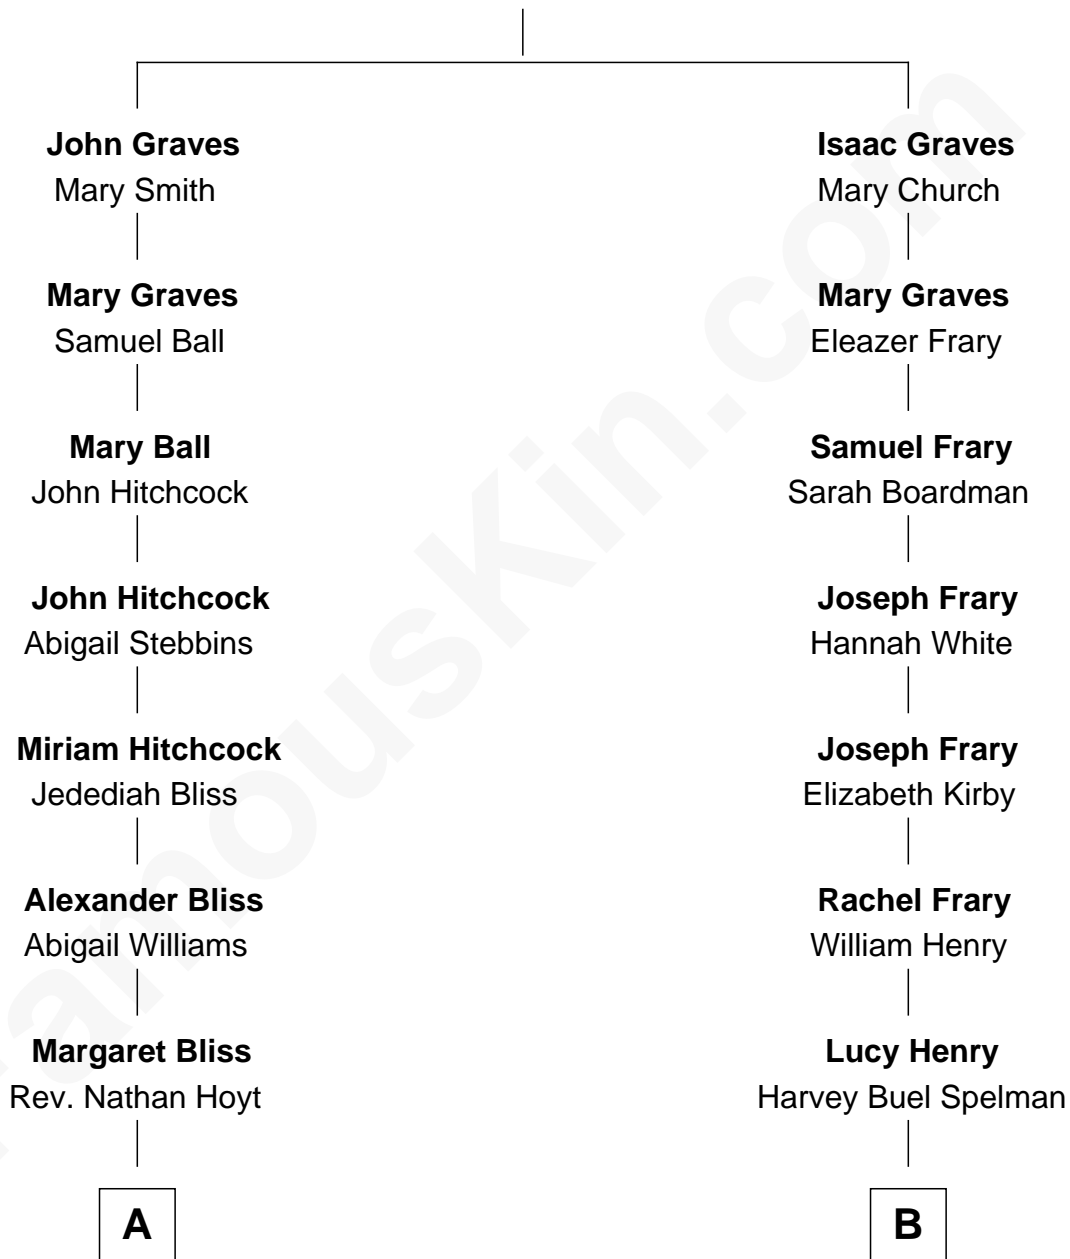 John Graves
Mary Smith
Mary Graves
Samuel Ball
Mary Ball
John Hitchcock
John Hitchcock
Abigail Stebbins
Miriam Hitchcock
Jedediah Bliss
Alexander Bliss
Abigail Williams
Margaret Bliss
Rev. Nathan Hoyt
A
Isaac Graves
Mary Church
Mary Graves
Eleazer Frary
Samuel Frary
Sarah Boardman
Joseph Frary
Hannah White
Joseph Frary
Elizabeth Kirby
Rachel Frary
William Henry
Lucy Henry
Harvey Buel Spelman
B
FamousKin.com